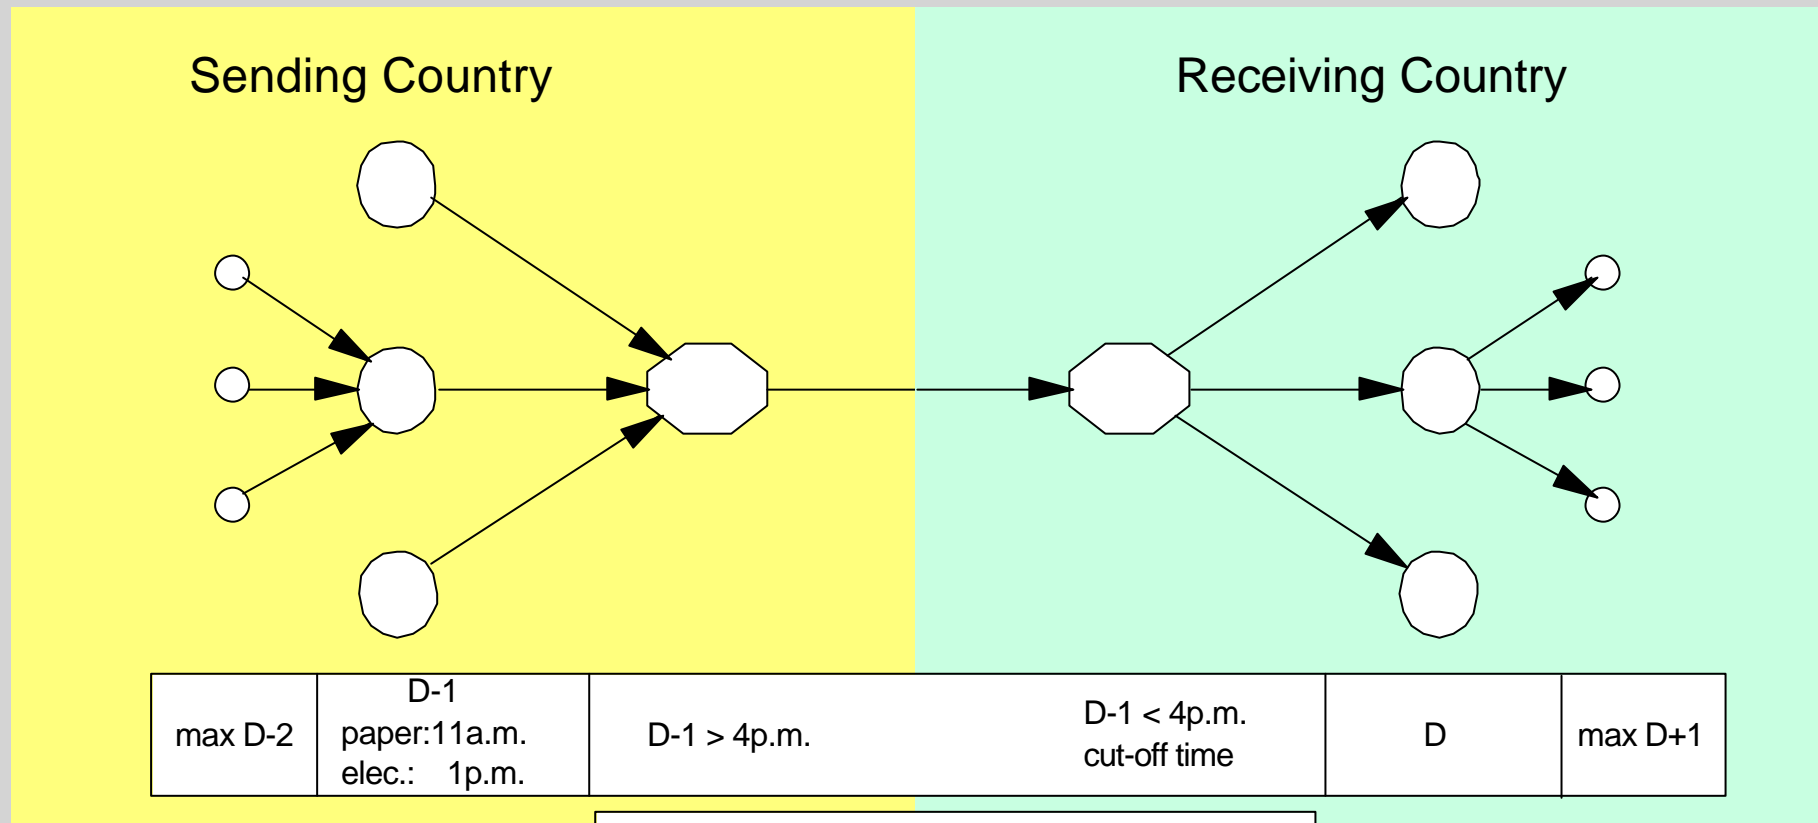 Sending Country
Receiving Country
max D-2
D-1
paper:11a.m.
elec.: 1p.m.
D-1 > 4p.m.
D-1 < 4p.m.
cut-off time
D
max D+1